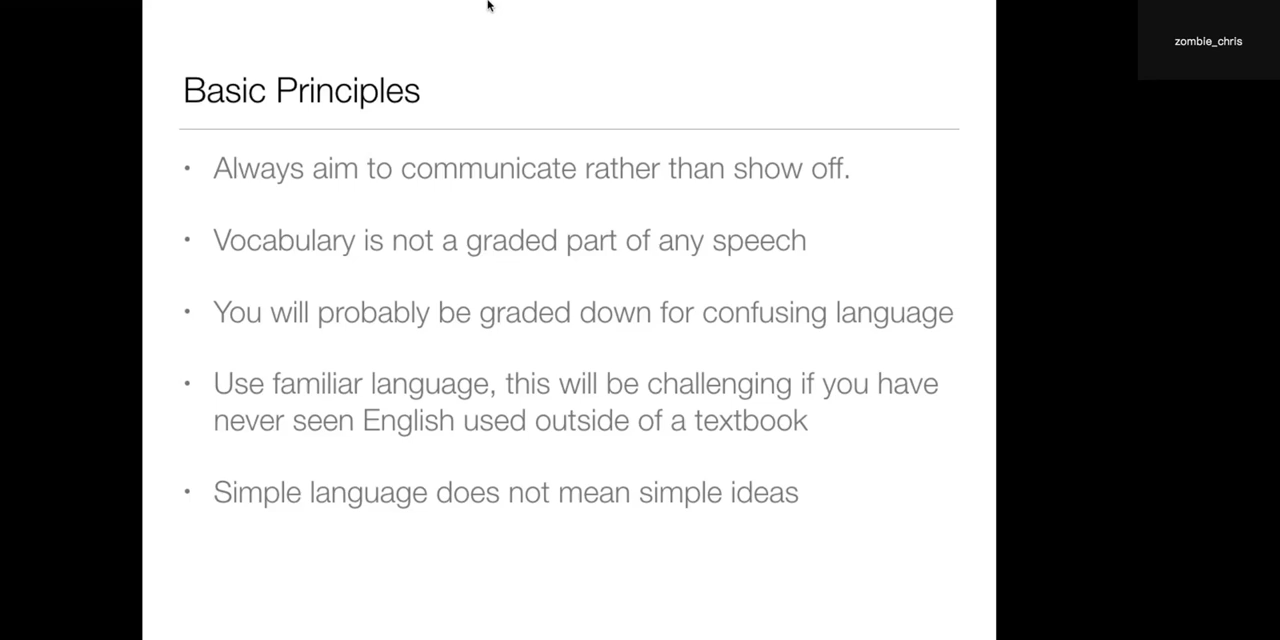 zombie_chris
Basic Principles
• Always aim to communicate rather than show off.
• Vocabulary is not a graded part of any speech
• You will probably be graded down for confusing language
• Use familiar language, this will be challenging if you have
never seen English used outside of a textbook
• Simple language does not mean simple ideas